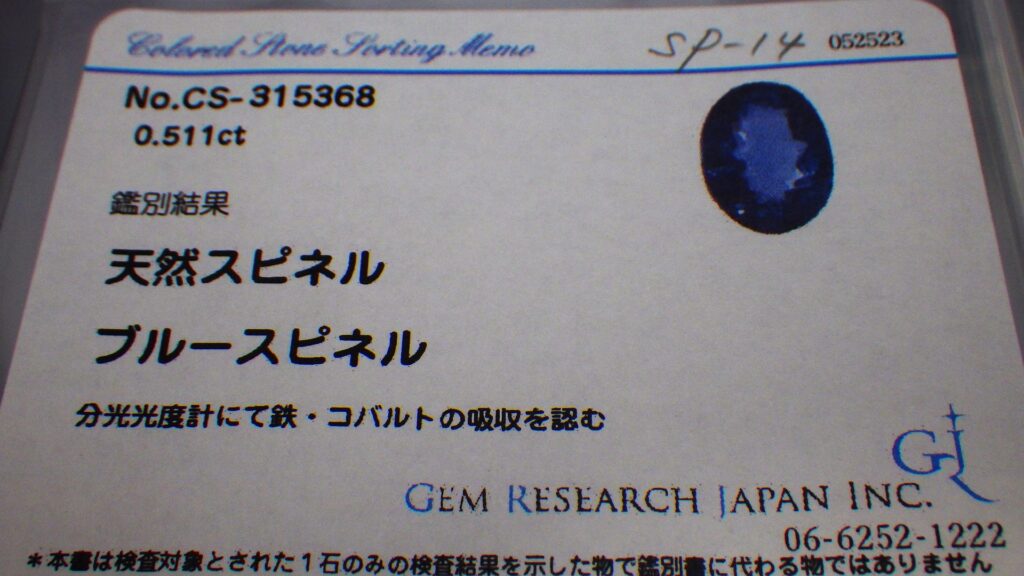 Colored Stone Sorting Memo SP-14 052523
No.CS-315368
0.511ct
鑑別結果
天然スピネル
ブルースピネル
分光光度計にて鉄・コバルトの吸収を認む
GJ
GEM RESEARCH JAPAN INC.
06-6252-1222
*本書は検査対象とされた1石のみの検査結果を示した物で鑑別書に代わる物ではありません